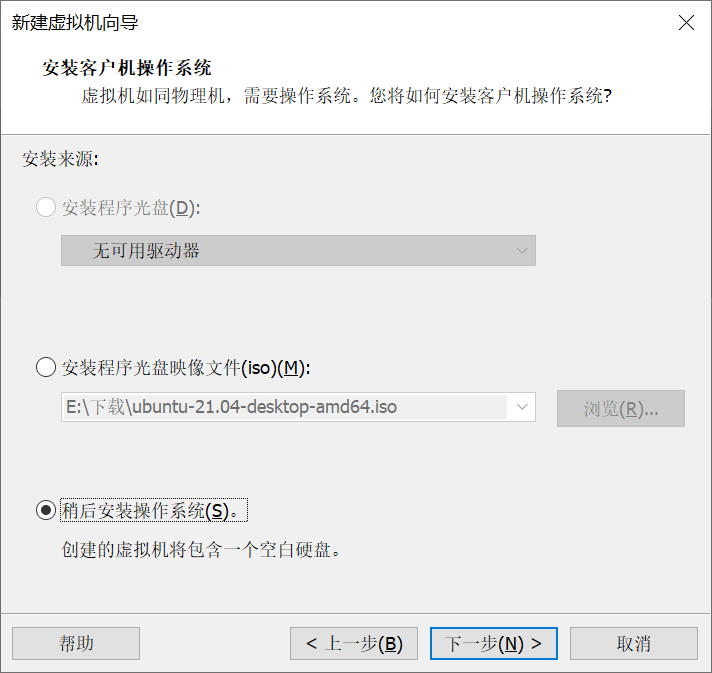 新建虚拟机向导
安装客户机操作系统
虚拟机如同物理机，需要操作系统。您将如何安装客户机操作系统?
安装来源:
安装程序光盘(D):
无可用驱动器
安装程序光盘映像文件(iso)(M):
E:\下载\ubuntu-21.04-desktop-amd64.iso
浏览(R)...
稍后安装操作系统(S)。
创建的虚拟机将包含一个空白硬盘。
帮助
< 上一步(B)
下一步(N) >
取消